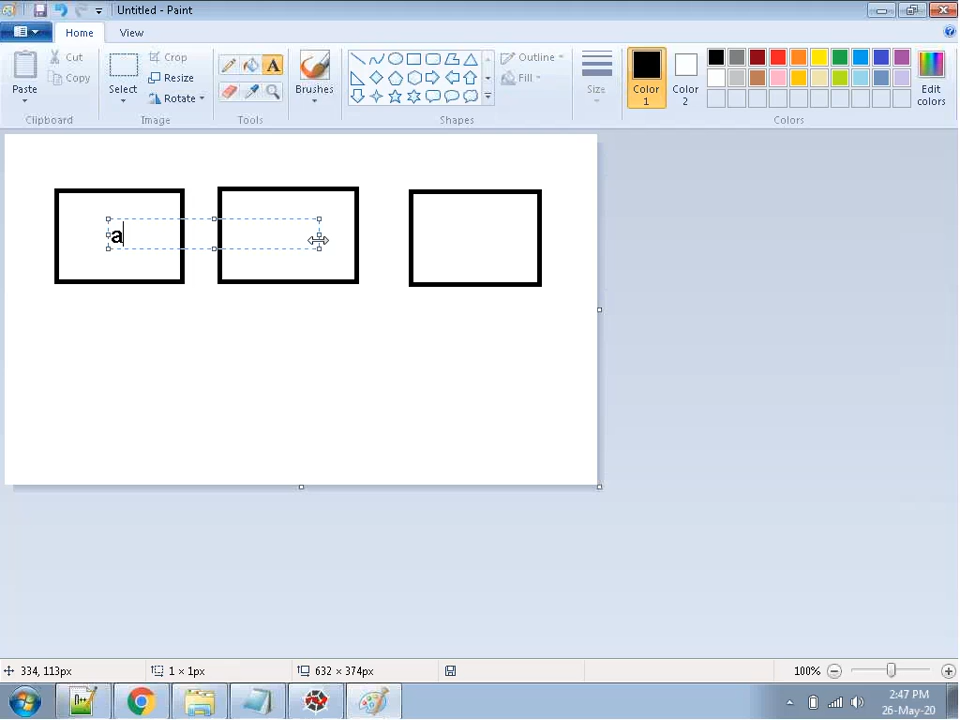 Untitled - Paint
Home
View
Paste
Cut
Copy
Clipboard
Select
Crop
Resize
Rotate
Image
A
Tools
Brushes
Shapes
Outline
Fill
Size
Color
1
Color
2
Edit
colors
Colors
a
334, 113px
1 × 1px
632 × 374px
100%
2:47 PM
26-May-20